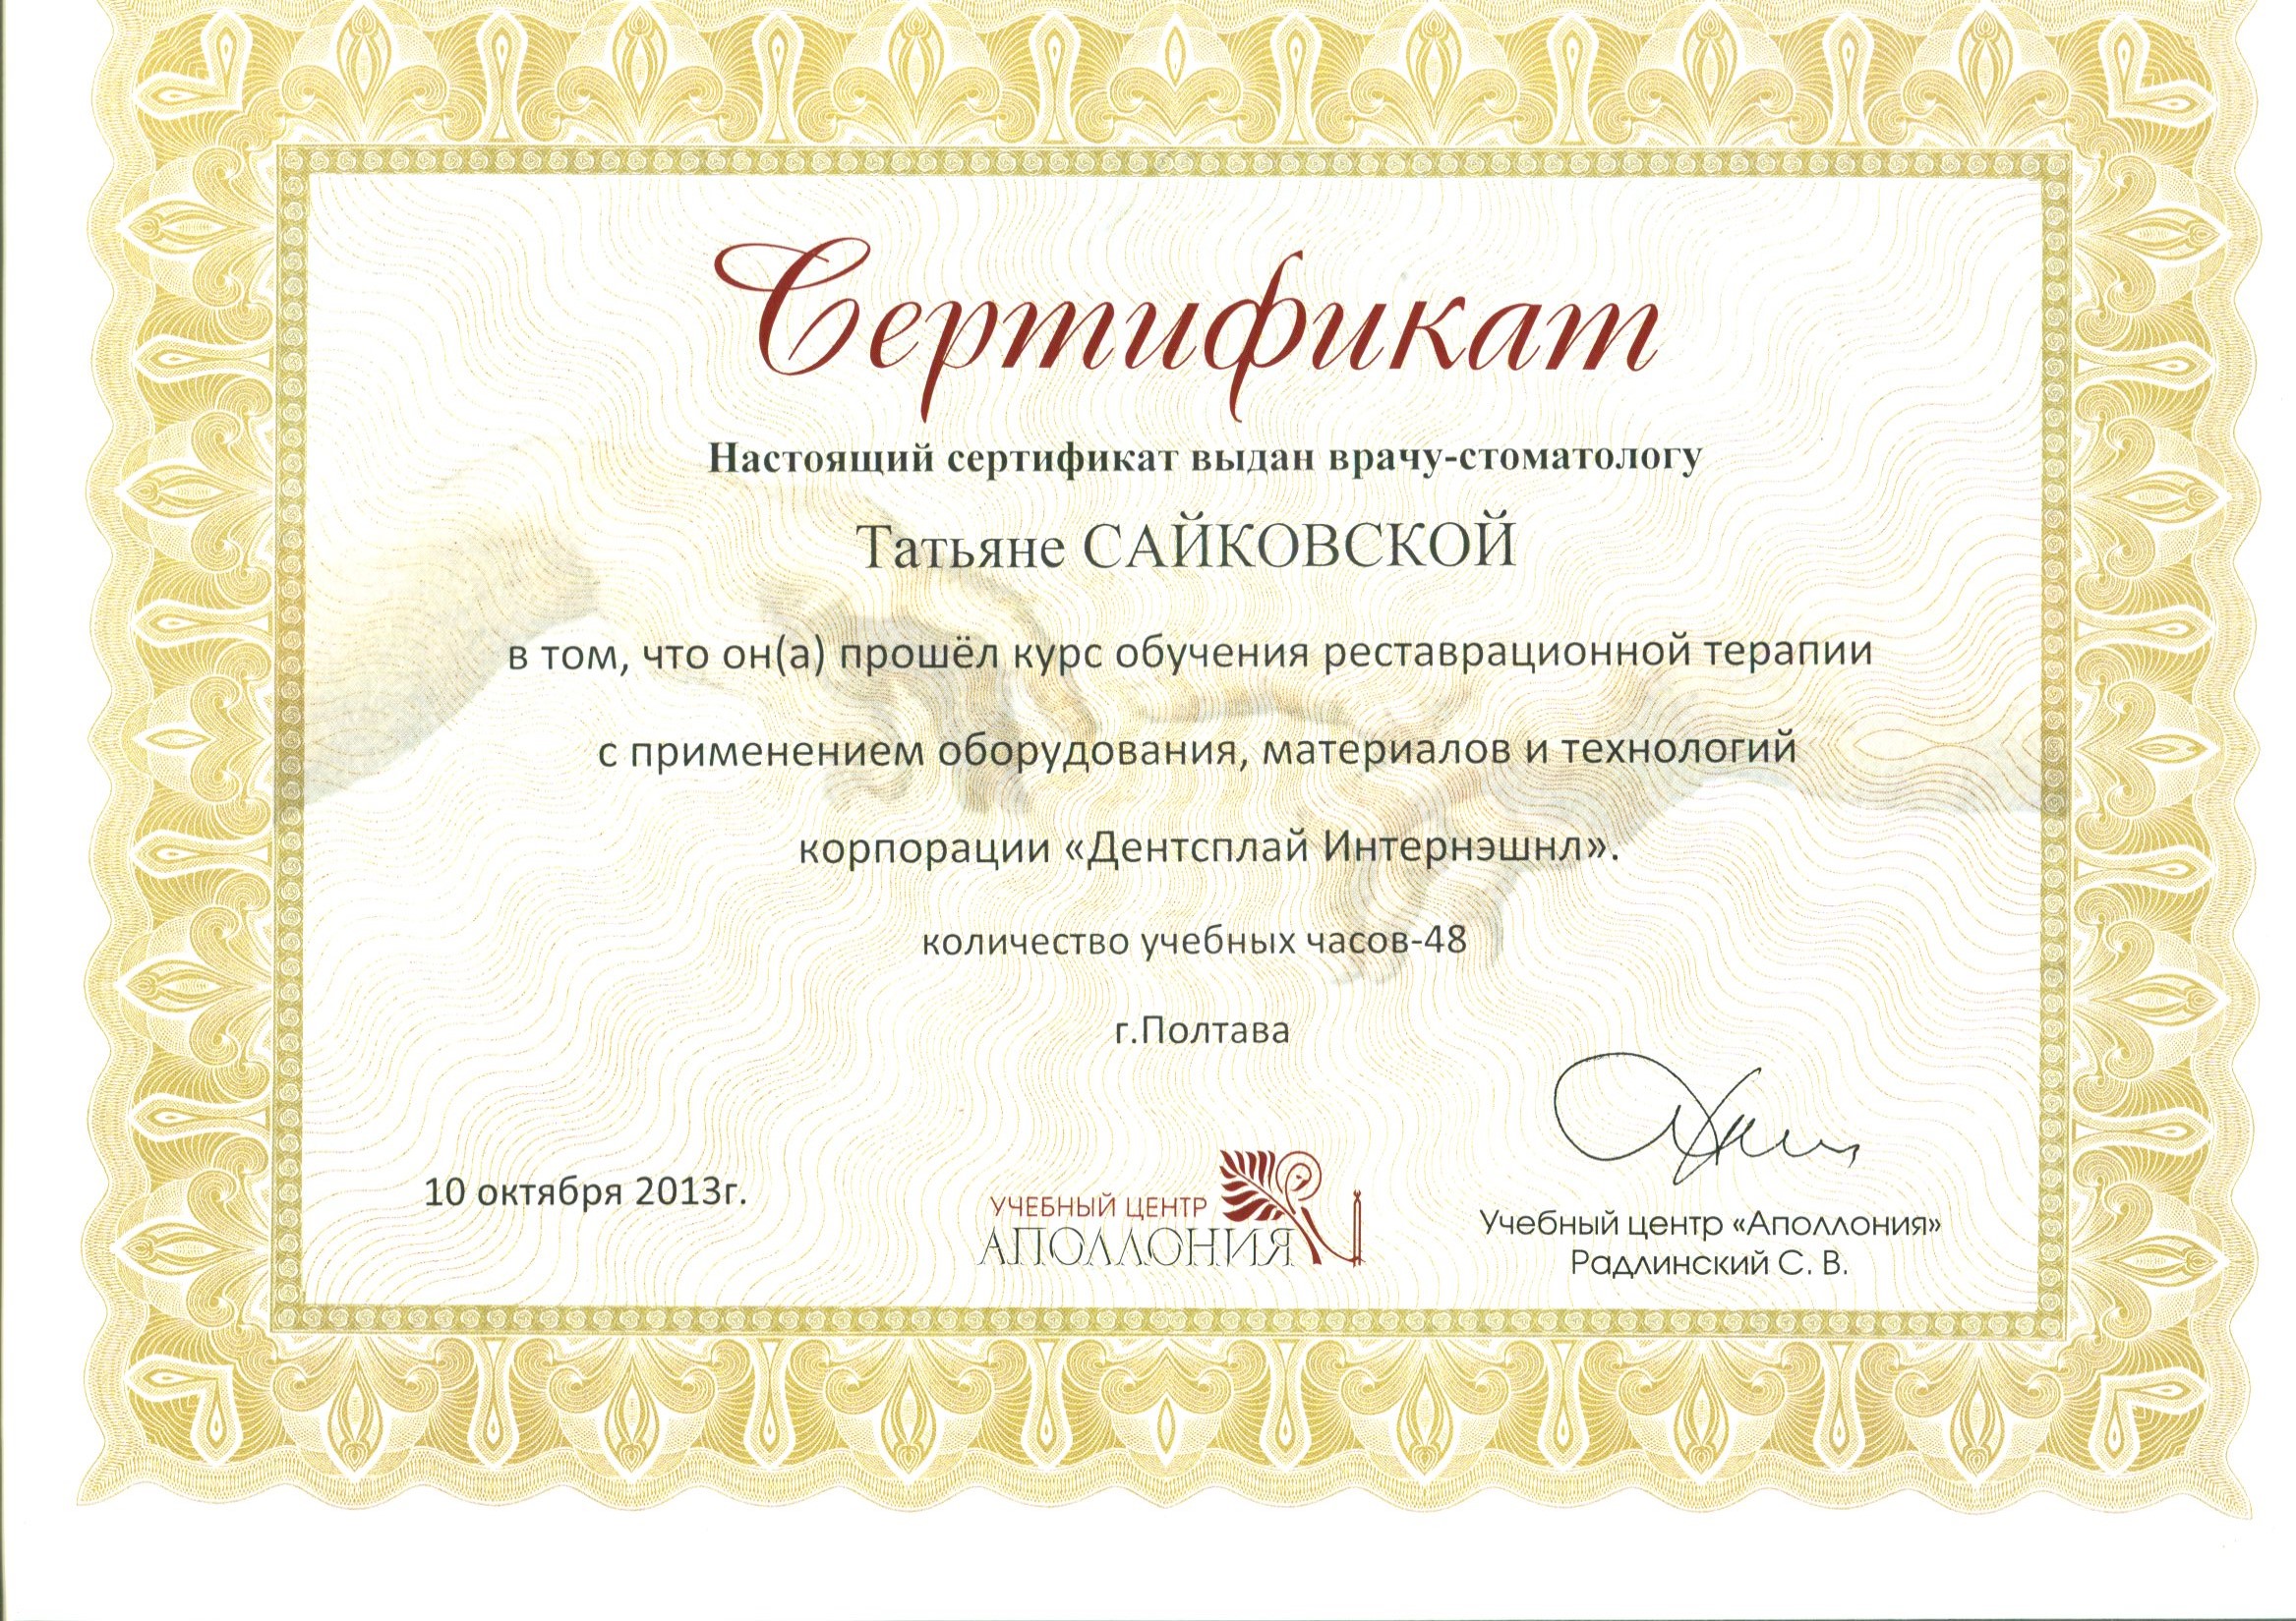 Сертификат
Настоящий сертификат выдан врачу-стоматологу
Татьяне САЙКОВСКОЙ
в том, что он(а) прошёл курс обучения реставрационной терапии
с применением оборудования, материалов и технологий
корпорации «Дентсплай Интернэшнл».
количество учебных часов-48
г.Полтава
10 октября 2013г.
УЧЕБНЫЙ ЦЕНТР
АПОЛЛОНИЯ
Учебный центр «Аполлония»
Радлинский С. В.